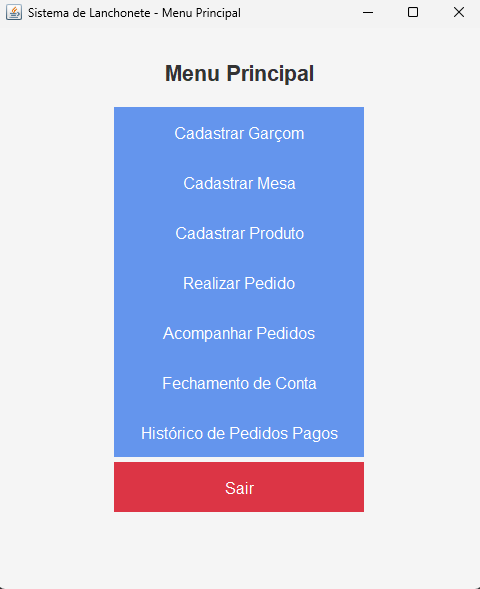 Sistema de Lanchonete - Menu Principal
Menu Principal
Cadastrar Garçom
Cadastrar Mesa
Cadastrar Produto
Realizar Pedido
Acompanhar Pedidos
Fechamento de Conta
Histórico de Pedidos Pagos
Sair